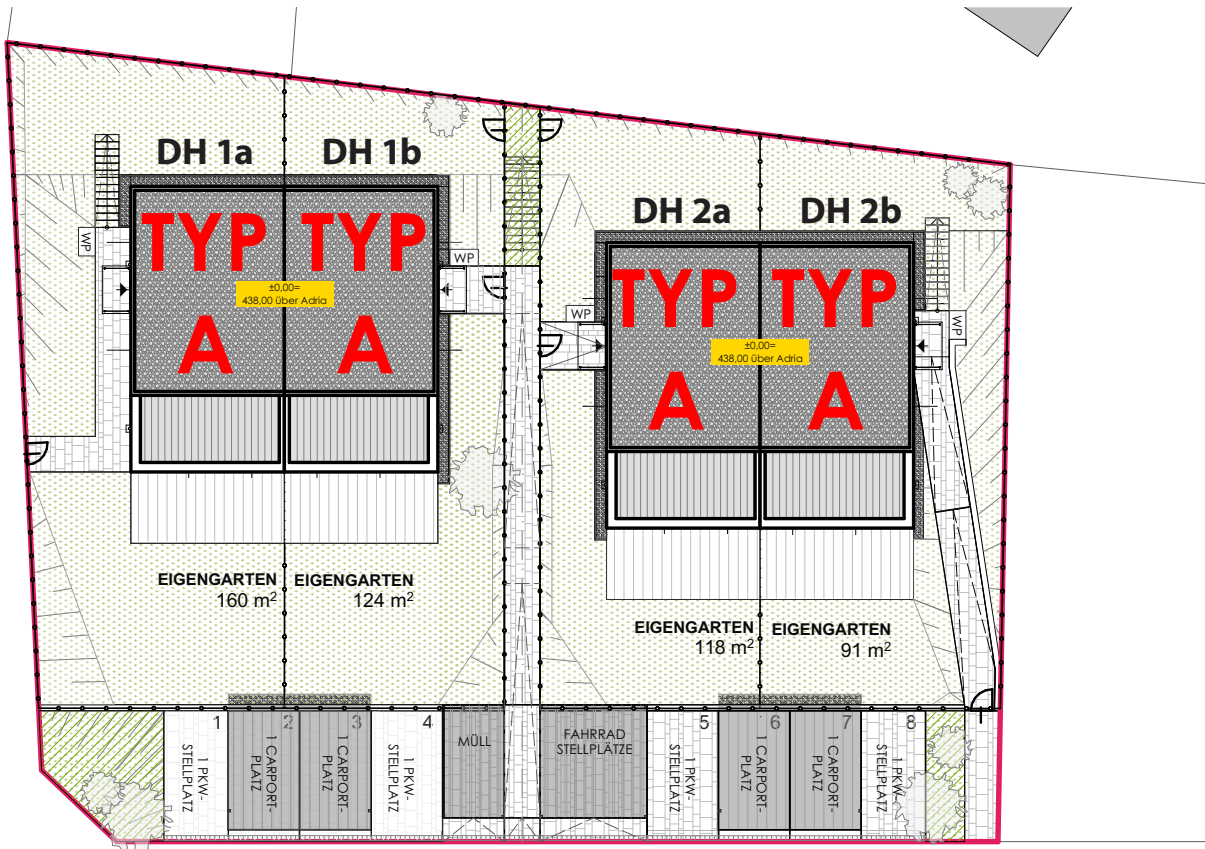 DH 1a
DH 1b
DH 2a
DH 2b
TYP
A
TYP
A
±0,00=
438,00 über Adria
WP
WP
TYP
A
TYP
A
±0,00=
438,00 über Adria
WP
WP
EIGENGARTEN
160 m²
EIGENGARTEN
124 m²
EIGENGARTEN
118 m²
EIGENGARTEN
91 m²
1
1 PKW-
STELLPLATZ
2
1 CARPORT-
PLATZ
3
1 CARPORT-
PLATZ
4
1 PKW-
STELLPLATZ
MÜLL
FAHRRAD
STELLPLÄTZE
5
1 PKW-
STELLPLATZ
6
1 CARPORT-
PLATZ
7
1 CARPORT-
PLATZ
8
1 PKW-
STELLPLATZ